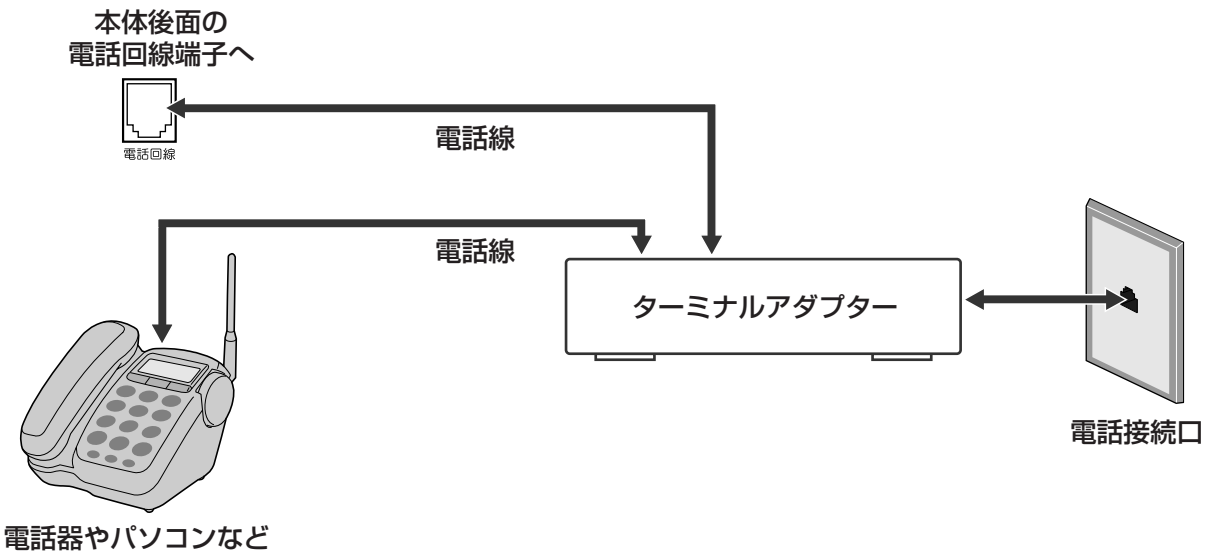 本体後面の
電話回線端子へ
電話回線
電話線
電話線
ターミナルアダプター
電話接続口
電話器やパソコンなど